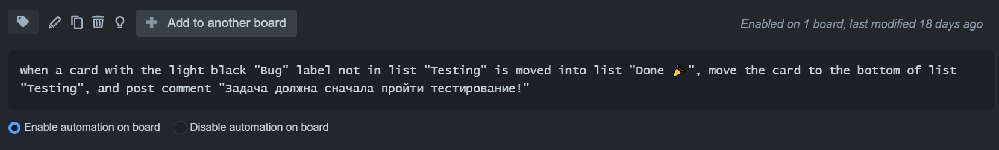 Add to another board
Enabled on 1 board, last modified 18 days ago
when a card with the light black "Bug" label not in list "Testing" is moved into list "Done 🎉", move the card to the bottom of list
"Testing", and post comment "Задача должна сначала пройти тестирование!"
Enable automation on board
Disable automation on board